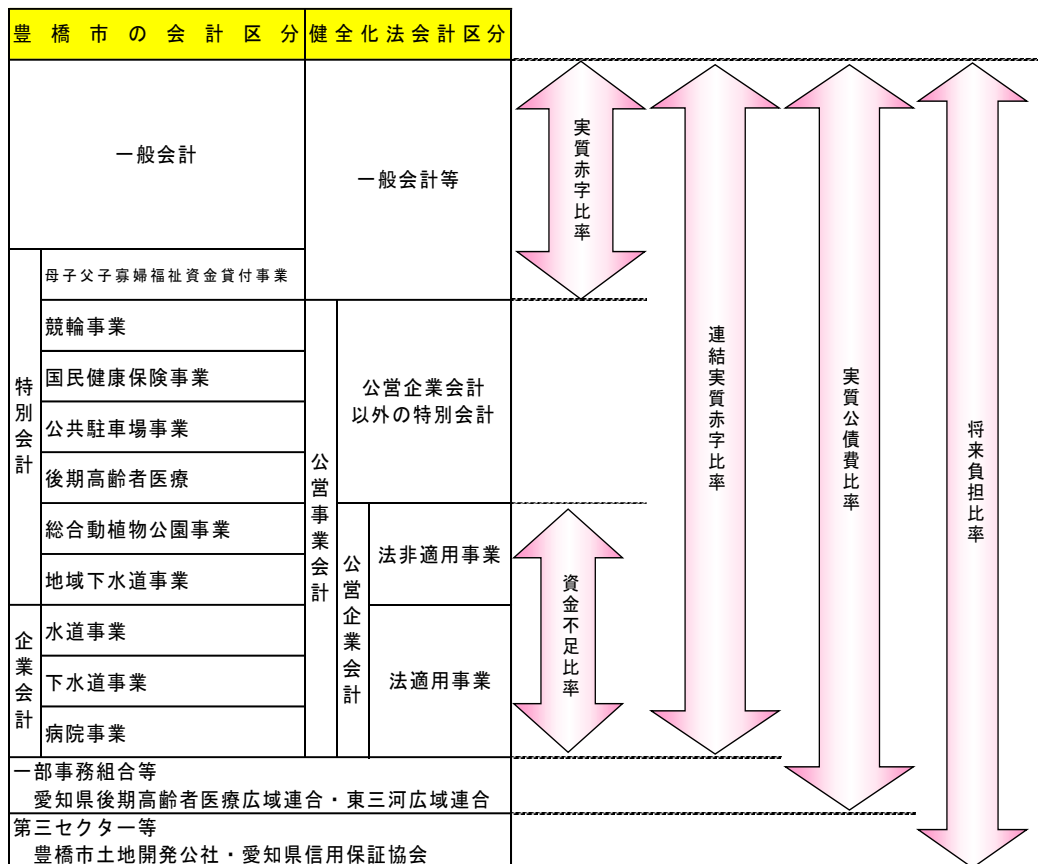 豊橋市の会計区分
健全化法会計区分
一般会計
一般会計等
実質赤字比率
連結実質赤字比率
実質公債費比率
将来負担比率
特別会計
母子父子寡婦福祉資金貸付事業
競輪事業
国民健康保険事業
公共駐車場事業
後期高齢者医療
総合動植物公園事業
地域下水道事業
公営事業会計
公営企業会計
以外の特別会計
公営企業会計
法非適用事業
資金不足比率
企業会計
水道事業
下水道事業
病院事業
法適用事業
一部事務組合等
愛知県後期高齢者医療広域連合・東三河広域連合
第三セクター等
豊橋市土地開発公社・愛知県信用保証協会